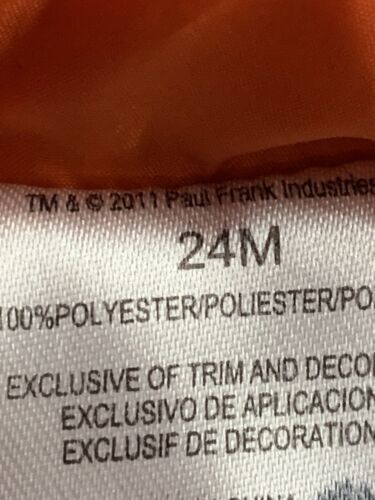 TM & © 2011 Paul Frank Industries
24M
100%POLYESTER/POLIESTER/PO
EXCLUSIVE OF TRIM AND DECO
EXCLUSIVO DE APLICACION
EXCLUSIF DE DECORATION